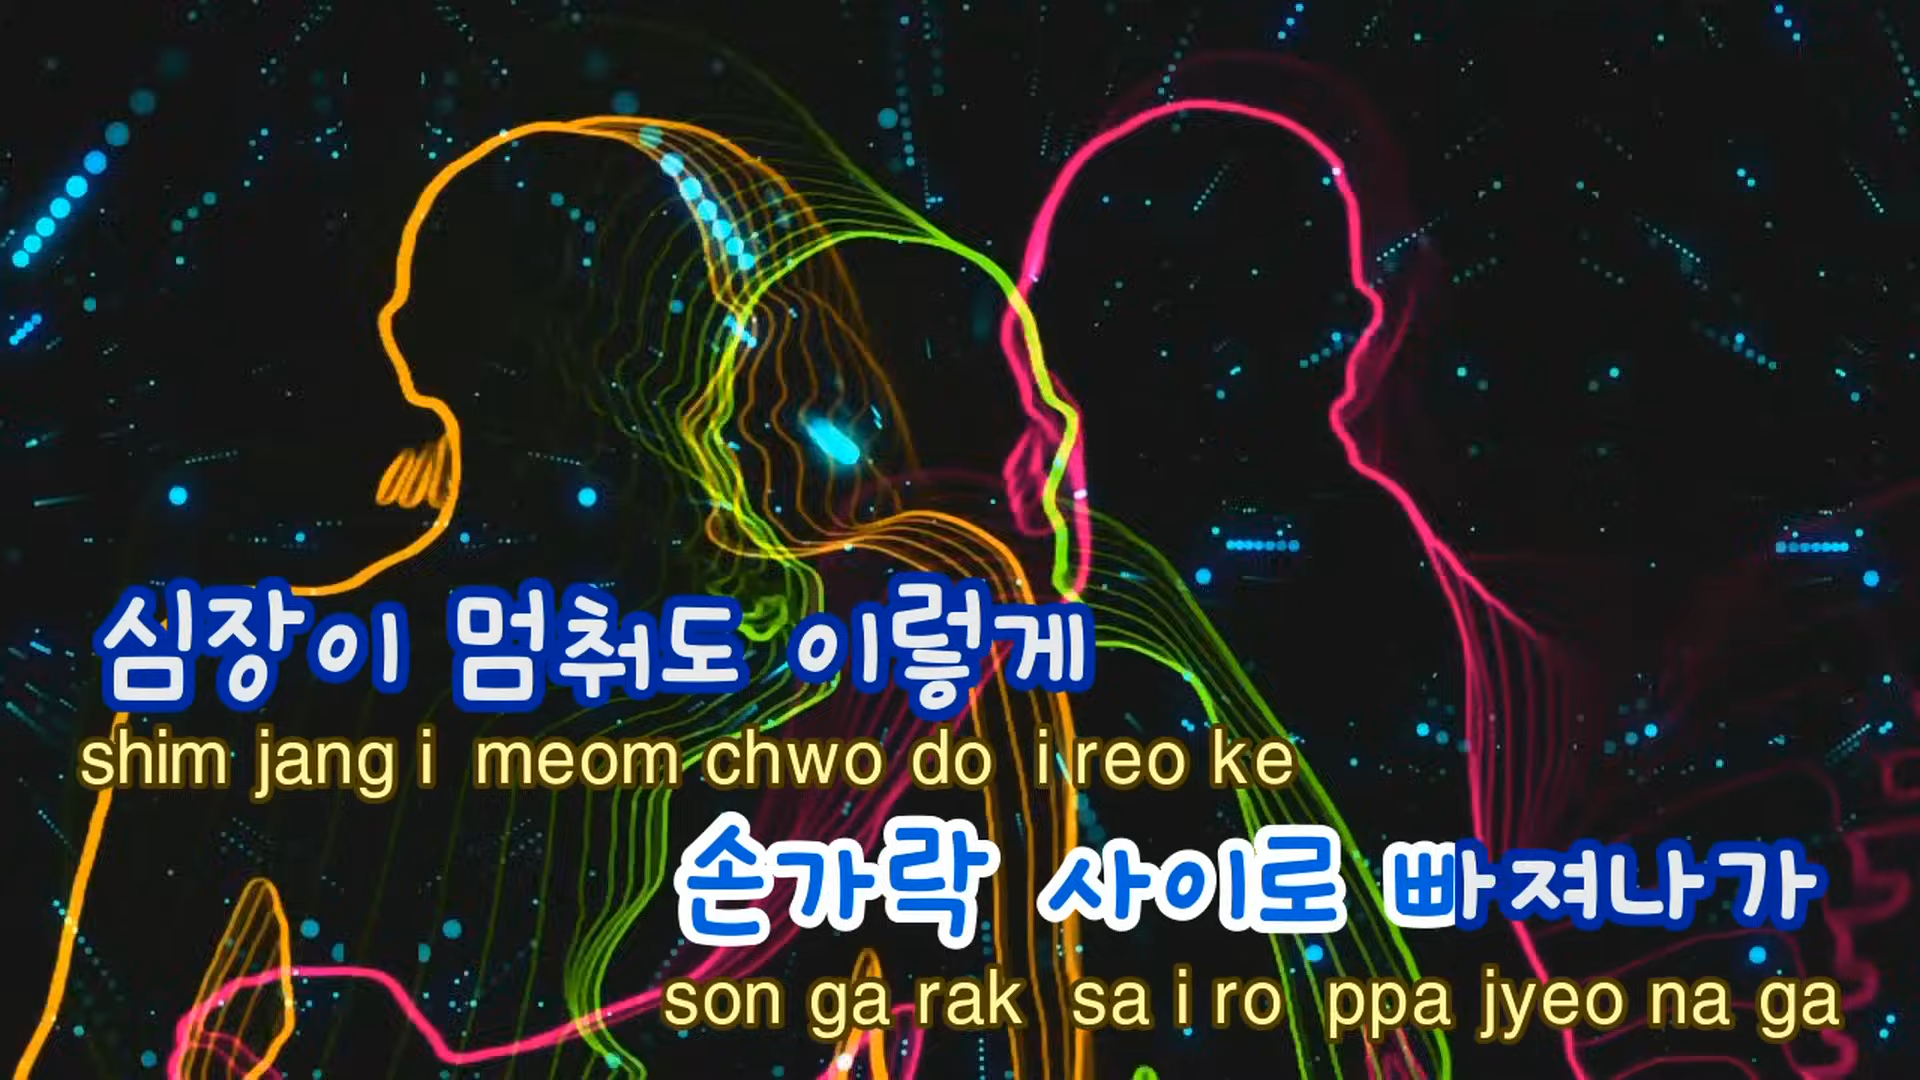 심장이 멈춰도 이렇게
shim jang i meom chwo do i reo ke
손가락 사이로 빠져나가
son ga rak sa i ro ppa jyeo na ga